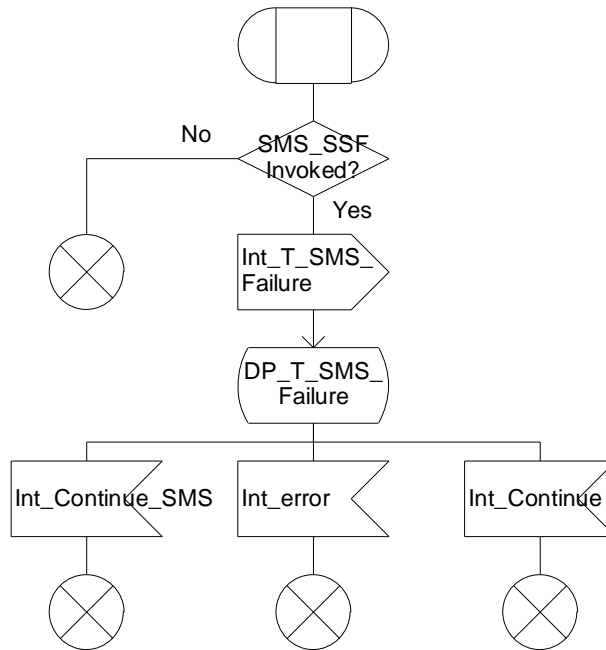 No
SMS_SSF
Invoked?
Yes
Int_T_SMS_
Failure
DP_T_SMS_
Failure
Int_Continue_SMS
Int_error
Int_Continue